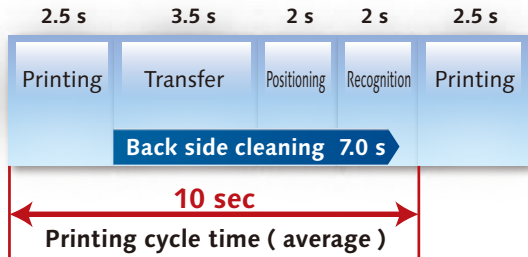 2.5 s 3.5 s 2 s 2 s 2.5 s
Printing Transfer Positioning Recognition Printing
Back side cleaning 7.0 s
10 sec
Printing cycle time ( average )